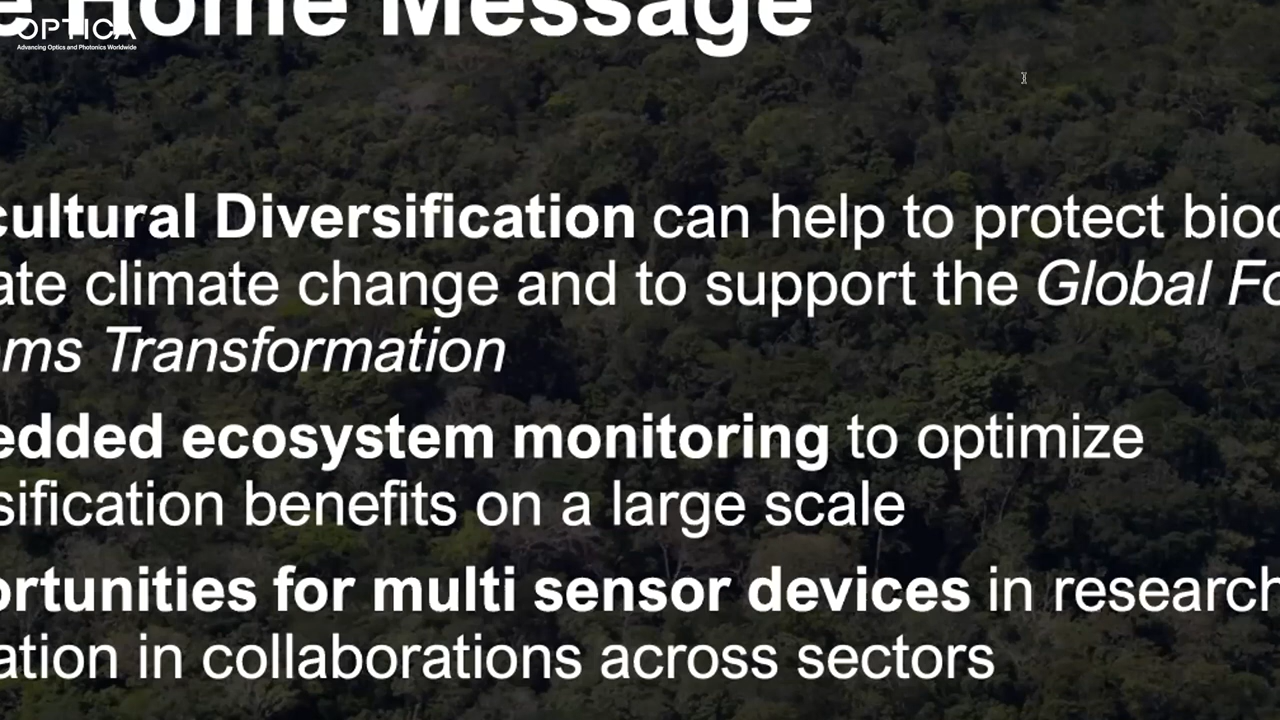 e Home Message
OPTICA
Advancing Optics and Photonics Worldwide
cultural Diversification can help to protect biod
ate climate change and to support the Global Fo
ms Transformation
edded ecosystem monitoring to optimize
sification benefits on a large scale
ortunities for multi sensor devices in research
ation in collaborations across sectors